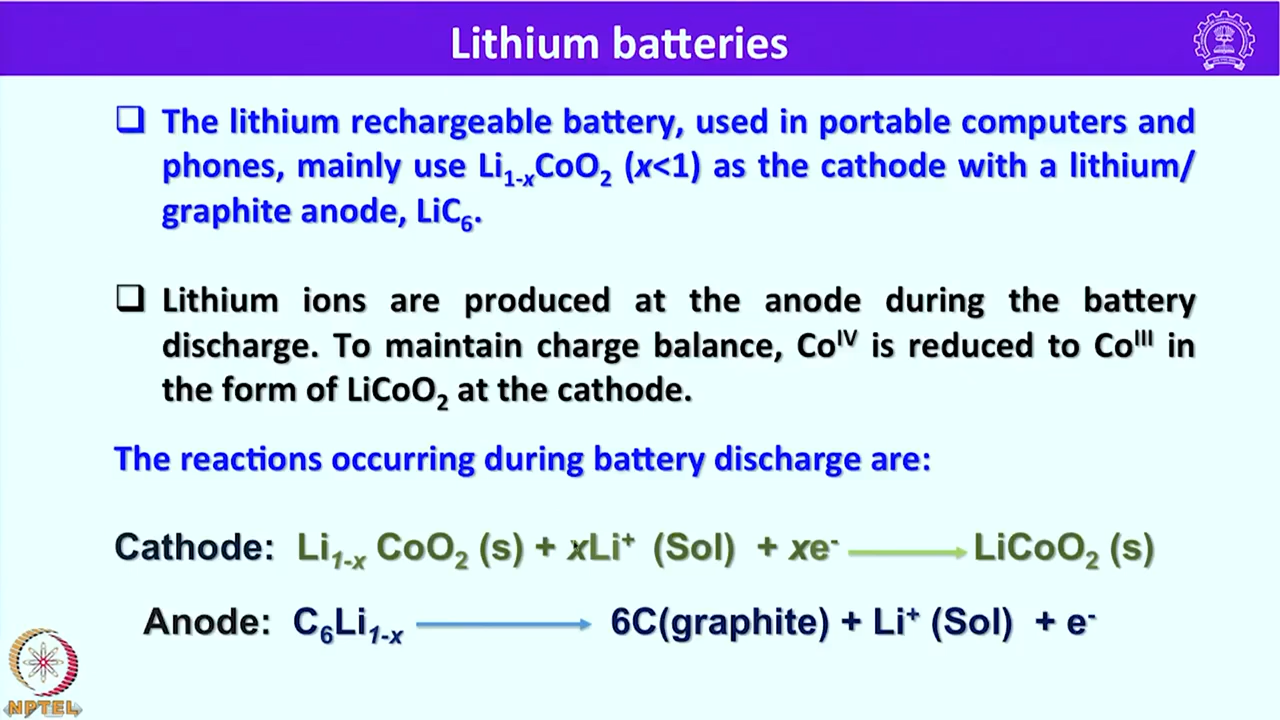 Lithium batteries
❑ The lithium rechargeable battery, used in portable computers and
phones, mainly use Li₁₋ₓCoO₂ (x<1) as the cathode with a lithium/
graphite anode, LiC₆.
❑ Lithium ions are produced at the anode during the battery
discharge. To maintain charge balance, Coᴵⱽ is reduced to Coᴵᴵᴵ in
the form of LiCoO₂ at the cathode.
The reactions occurring during battery discharge are:
Cathode: Li₁₋ₓ CoO₂ (s) + xLi⁺ (Sol) + xe⁻ ⟶ LiCoO₂ (s)
Anode: C₆Li₁₋ₓ ⟶ 6C(graphite) + Li⁺ (Sol) + e⁻
NPTEL